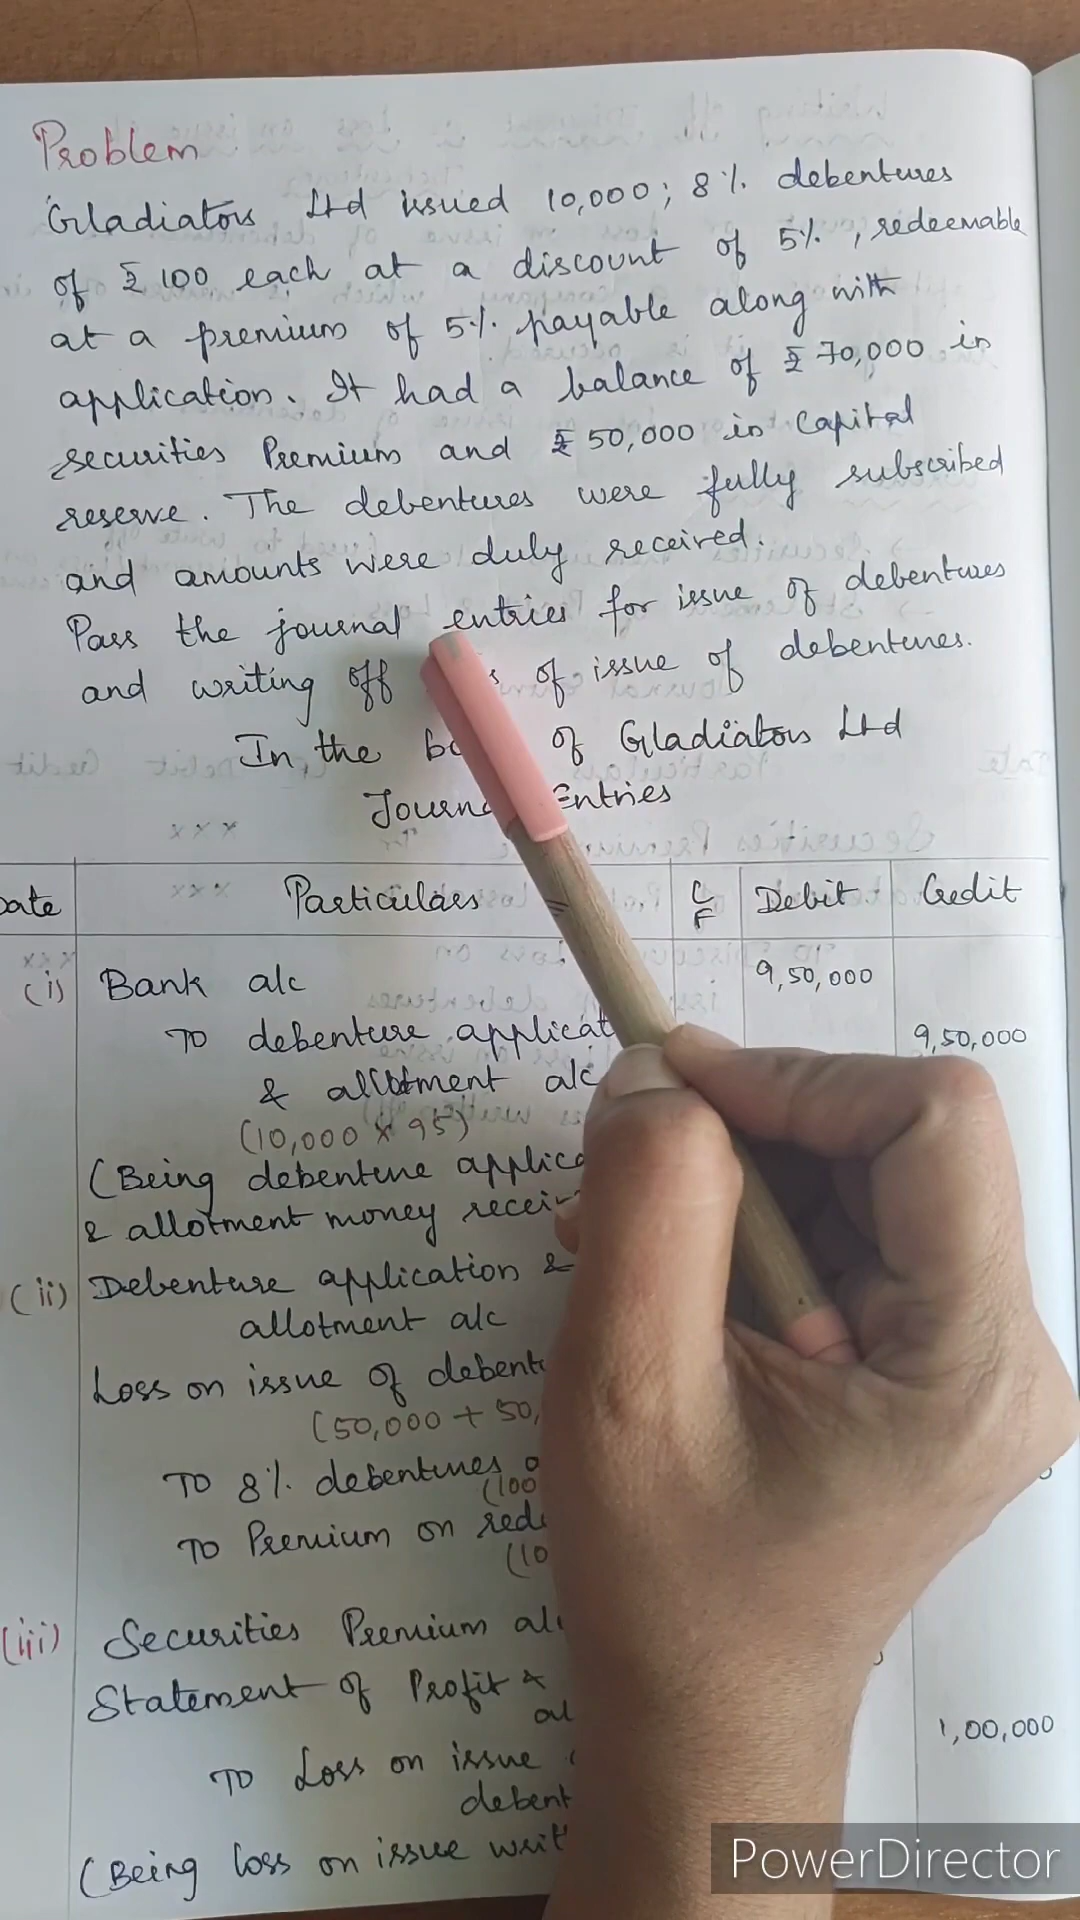 Problem
Gladiators Ltd issued 10,000; 8% debentures
of ₹ 100 each at a discount of 5%, redeemable
at a premium of 5% payable along with
application. It had a balance of ₹ 70,000 in
securities Premium and ₹ 50,000 in Capital
reserve. The debentures were fully subscribed
and amounts were duly received.
Pass the journal entries for issue of debentures
and writing off of issue of debentures.
In the of Gladiators Ltd
Entries
Date Particulars L/F Debit Credit
(i) Bank a/c 9,50,000
To debenture 9,50,000
& allotment a/c
(10,000 × 95)
(Being debenture
& allotment money
(ii) Debenture application &
allotment a/c
Loss on issue of
(50,000 +
To 8% debentures
To Premium on
(iii) Securities Premium
Statement of Profit &
1,00,000
To Loss on issue
(Being loss on issue
PowerDirector